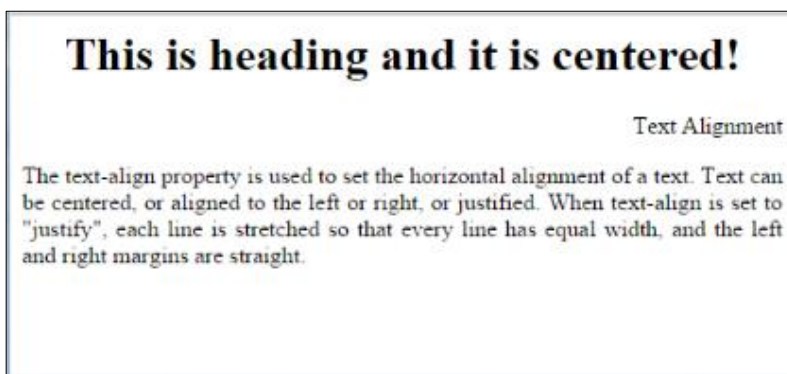 This is heading and it is centered!
Text Alignment
The text-align property is used to set the horizontal alignment of a text. Text can
be centered, or aligned to the left or right, or justified. When text-align is set to
"justify", each line is stretched so that every line has equal width, and the left
and right margins are straight.